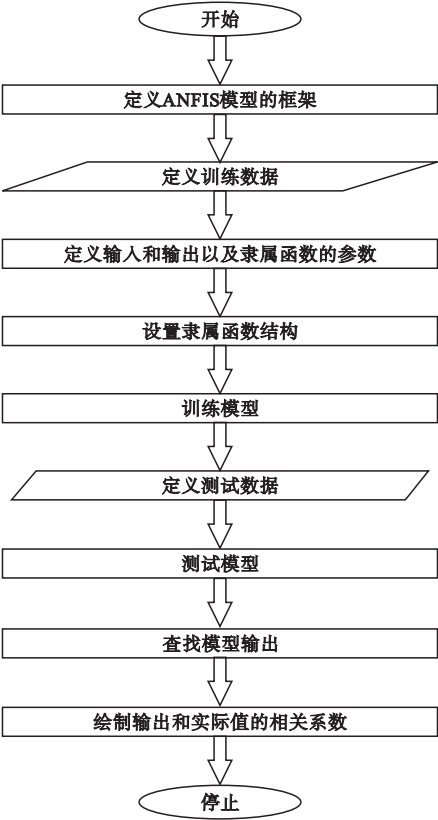 开始
定义ANFIS模型的框架
定义训练数据
定义输入和输出以及隶属函数的参数
设置隶属函数结构
训练模型
定义测试数据
测试模型
查找模型输出
绘制输出和实际值的相关系数
停止